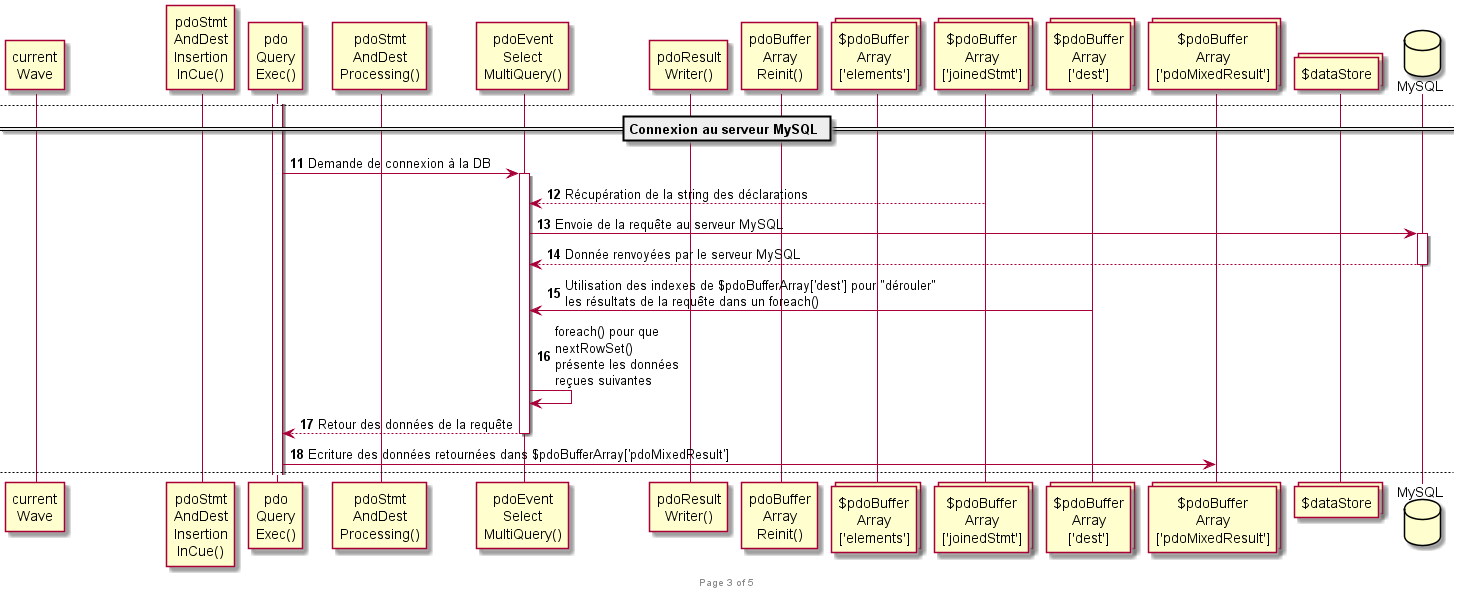 current
Wave
pdoStmt
AndDest
Insertion
InCue()
pdo
Query
Exec()
pdoStmt
AndDest
Processing()
pdoEvent
Select
MultiQuery()
pdoResult
Writer()
pdoBuffer
Array
Reinit()
$pdoBuffer
Array
['elements']
$pdoBuffer
Array
['joinedStmt']
$pdoBuffer
Array
['dest']
$pdoBuffer
Array
['pdoMixedResult']
$dataStore
MySQL
Connexion au serveur MySQL
11 Demande de connexion à la DB
12 Récupération de la string des déclarations
13 Envoie de la requête au serveur MySQL
14 Donnée renvoyées par le serveur MySQL
15 Utilisation des indexes de $pdoBufferArray['dest'] pour "dérouler"
les résultats de la requête dans un foreach()
16 foreach() pour que
nextRowSet()
présente les données
reçues suivantes
17 Retour des données de la requête
18 Ecriture des données retournées dans $pdoBufferArray['pdoMixedResult']
current
Wave
pdoStmt
AndDest
Insertion
InCue()
pdo
Query
Exec()
pdoStmt
AndDest
Processing()
pdoEvent
Select
MultiQuery()
pdoResult
Writer()
pdoBuffer
Array
Reinit()
$pdoBuffer
Array
['elements']
$pdoBuffer
Array
['joinedStmt']
$pdoBuffer
Array
['dest']
$pdoBuffer
Array
['pdoMixedResult']
$dataStore
MySQL
Page 3 of 5